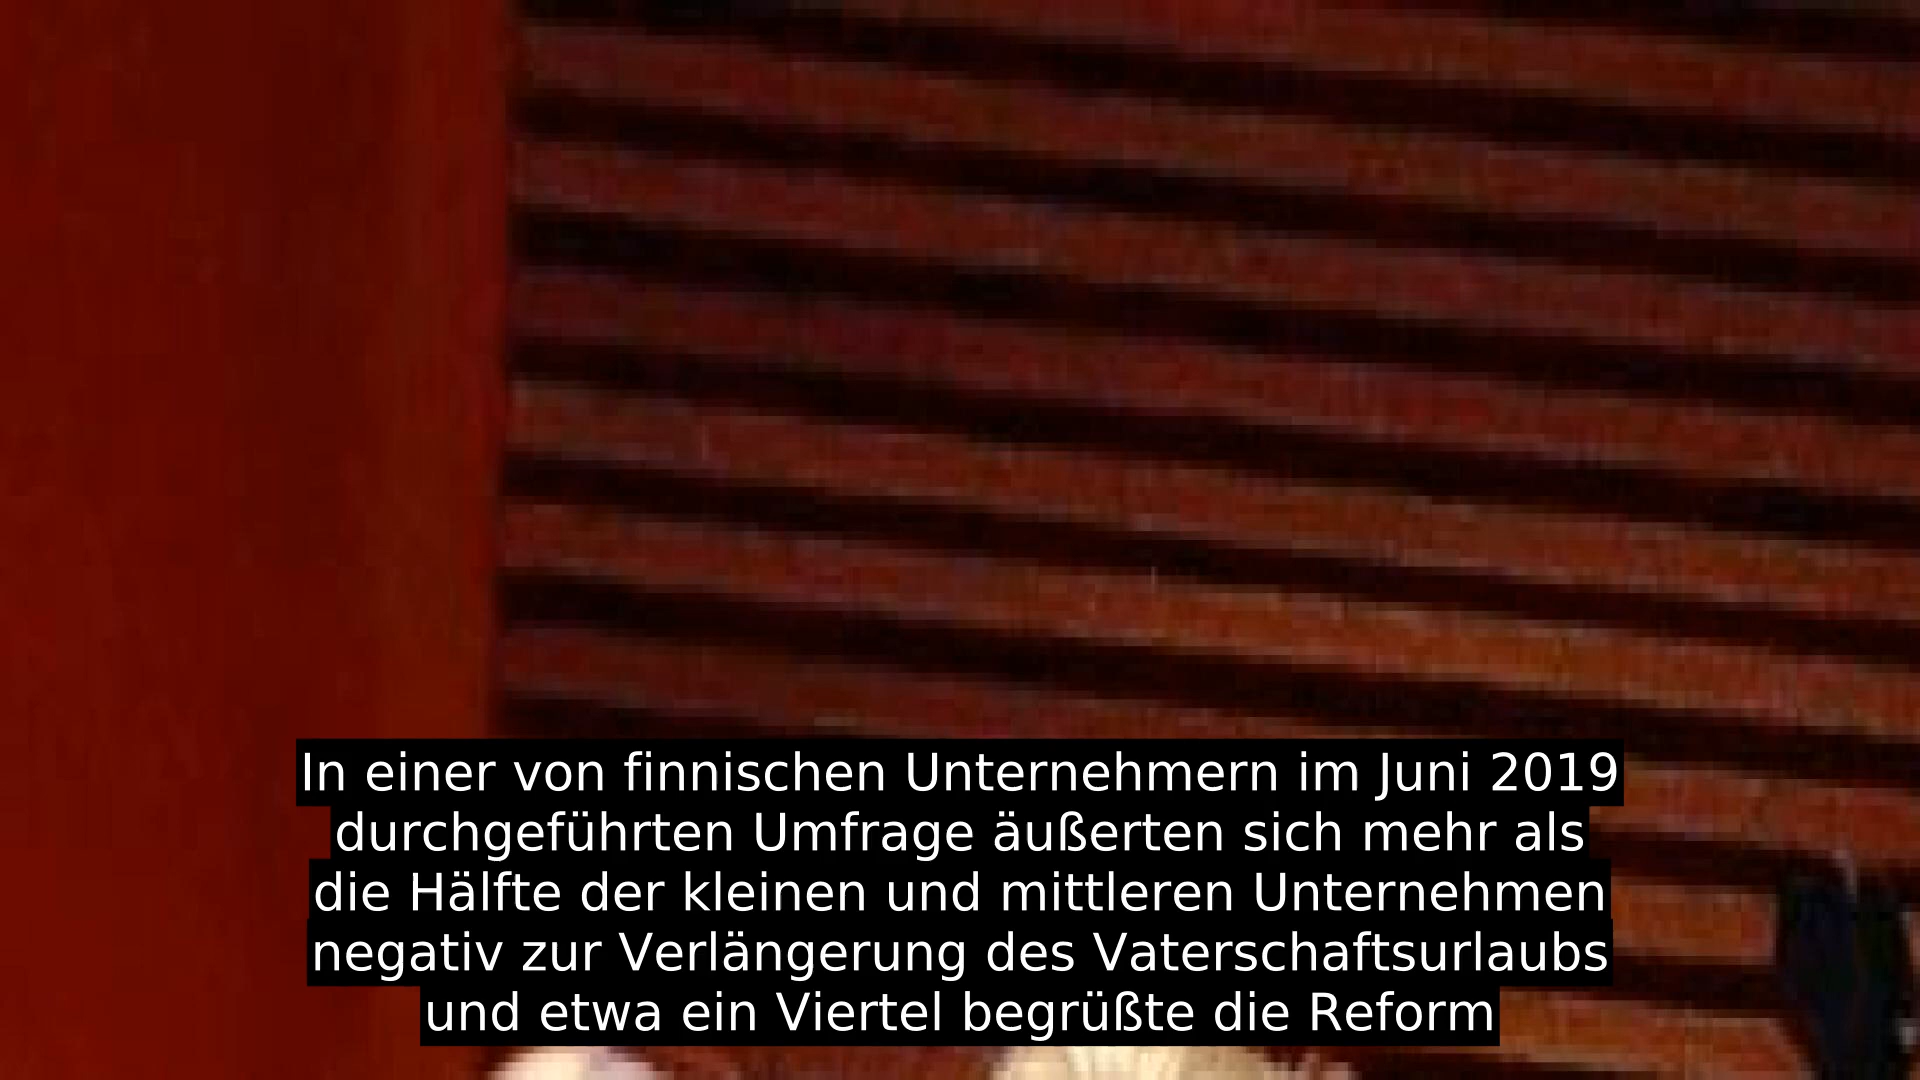 In einer von finnischen Unternehmern im Juni 2019
durchgeführten Umfrage äußerten sich mehr als
die Hälfte der kleinen und mittleren Unternehmen
negativ zur Verlängerung des Vaterschaftsurlaubs
und etwa ein Viertel begrüßte die Reform